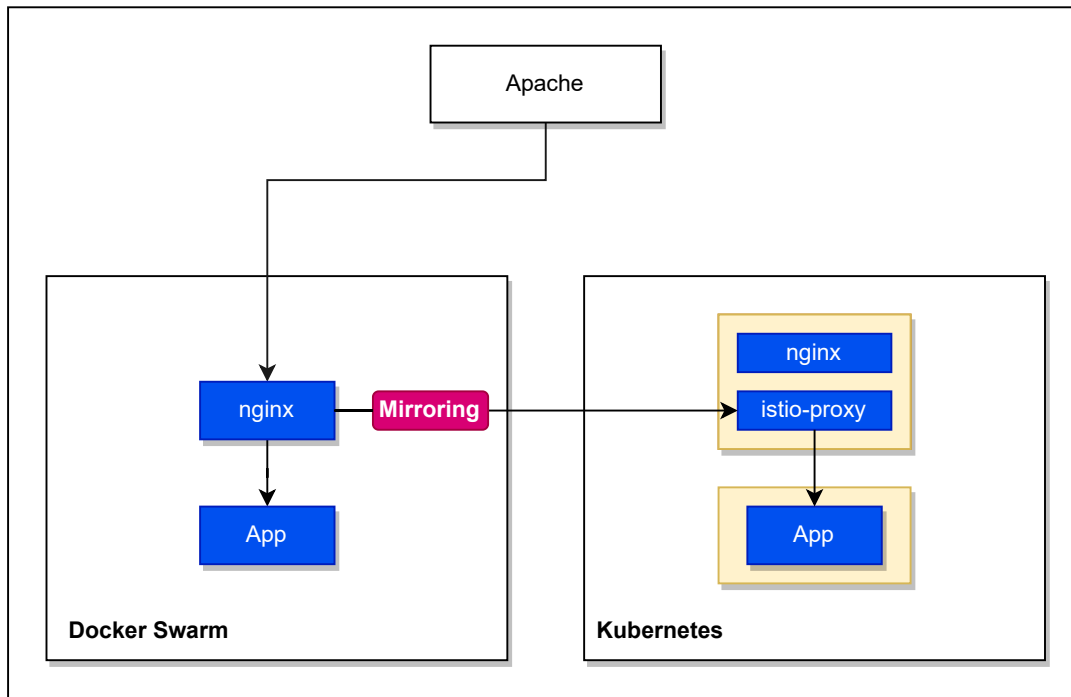 Apache
nginx
Mirroring
nginx
istio-proxy
App
App
Docker Swarm
Kubernetes